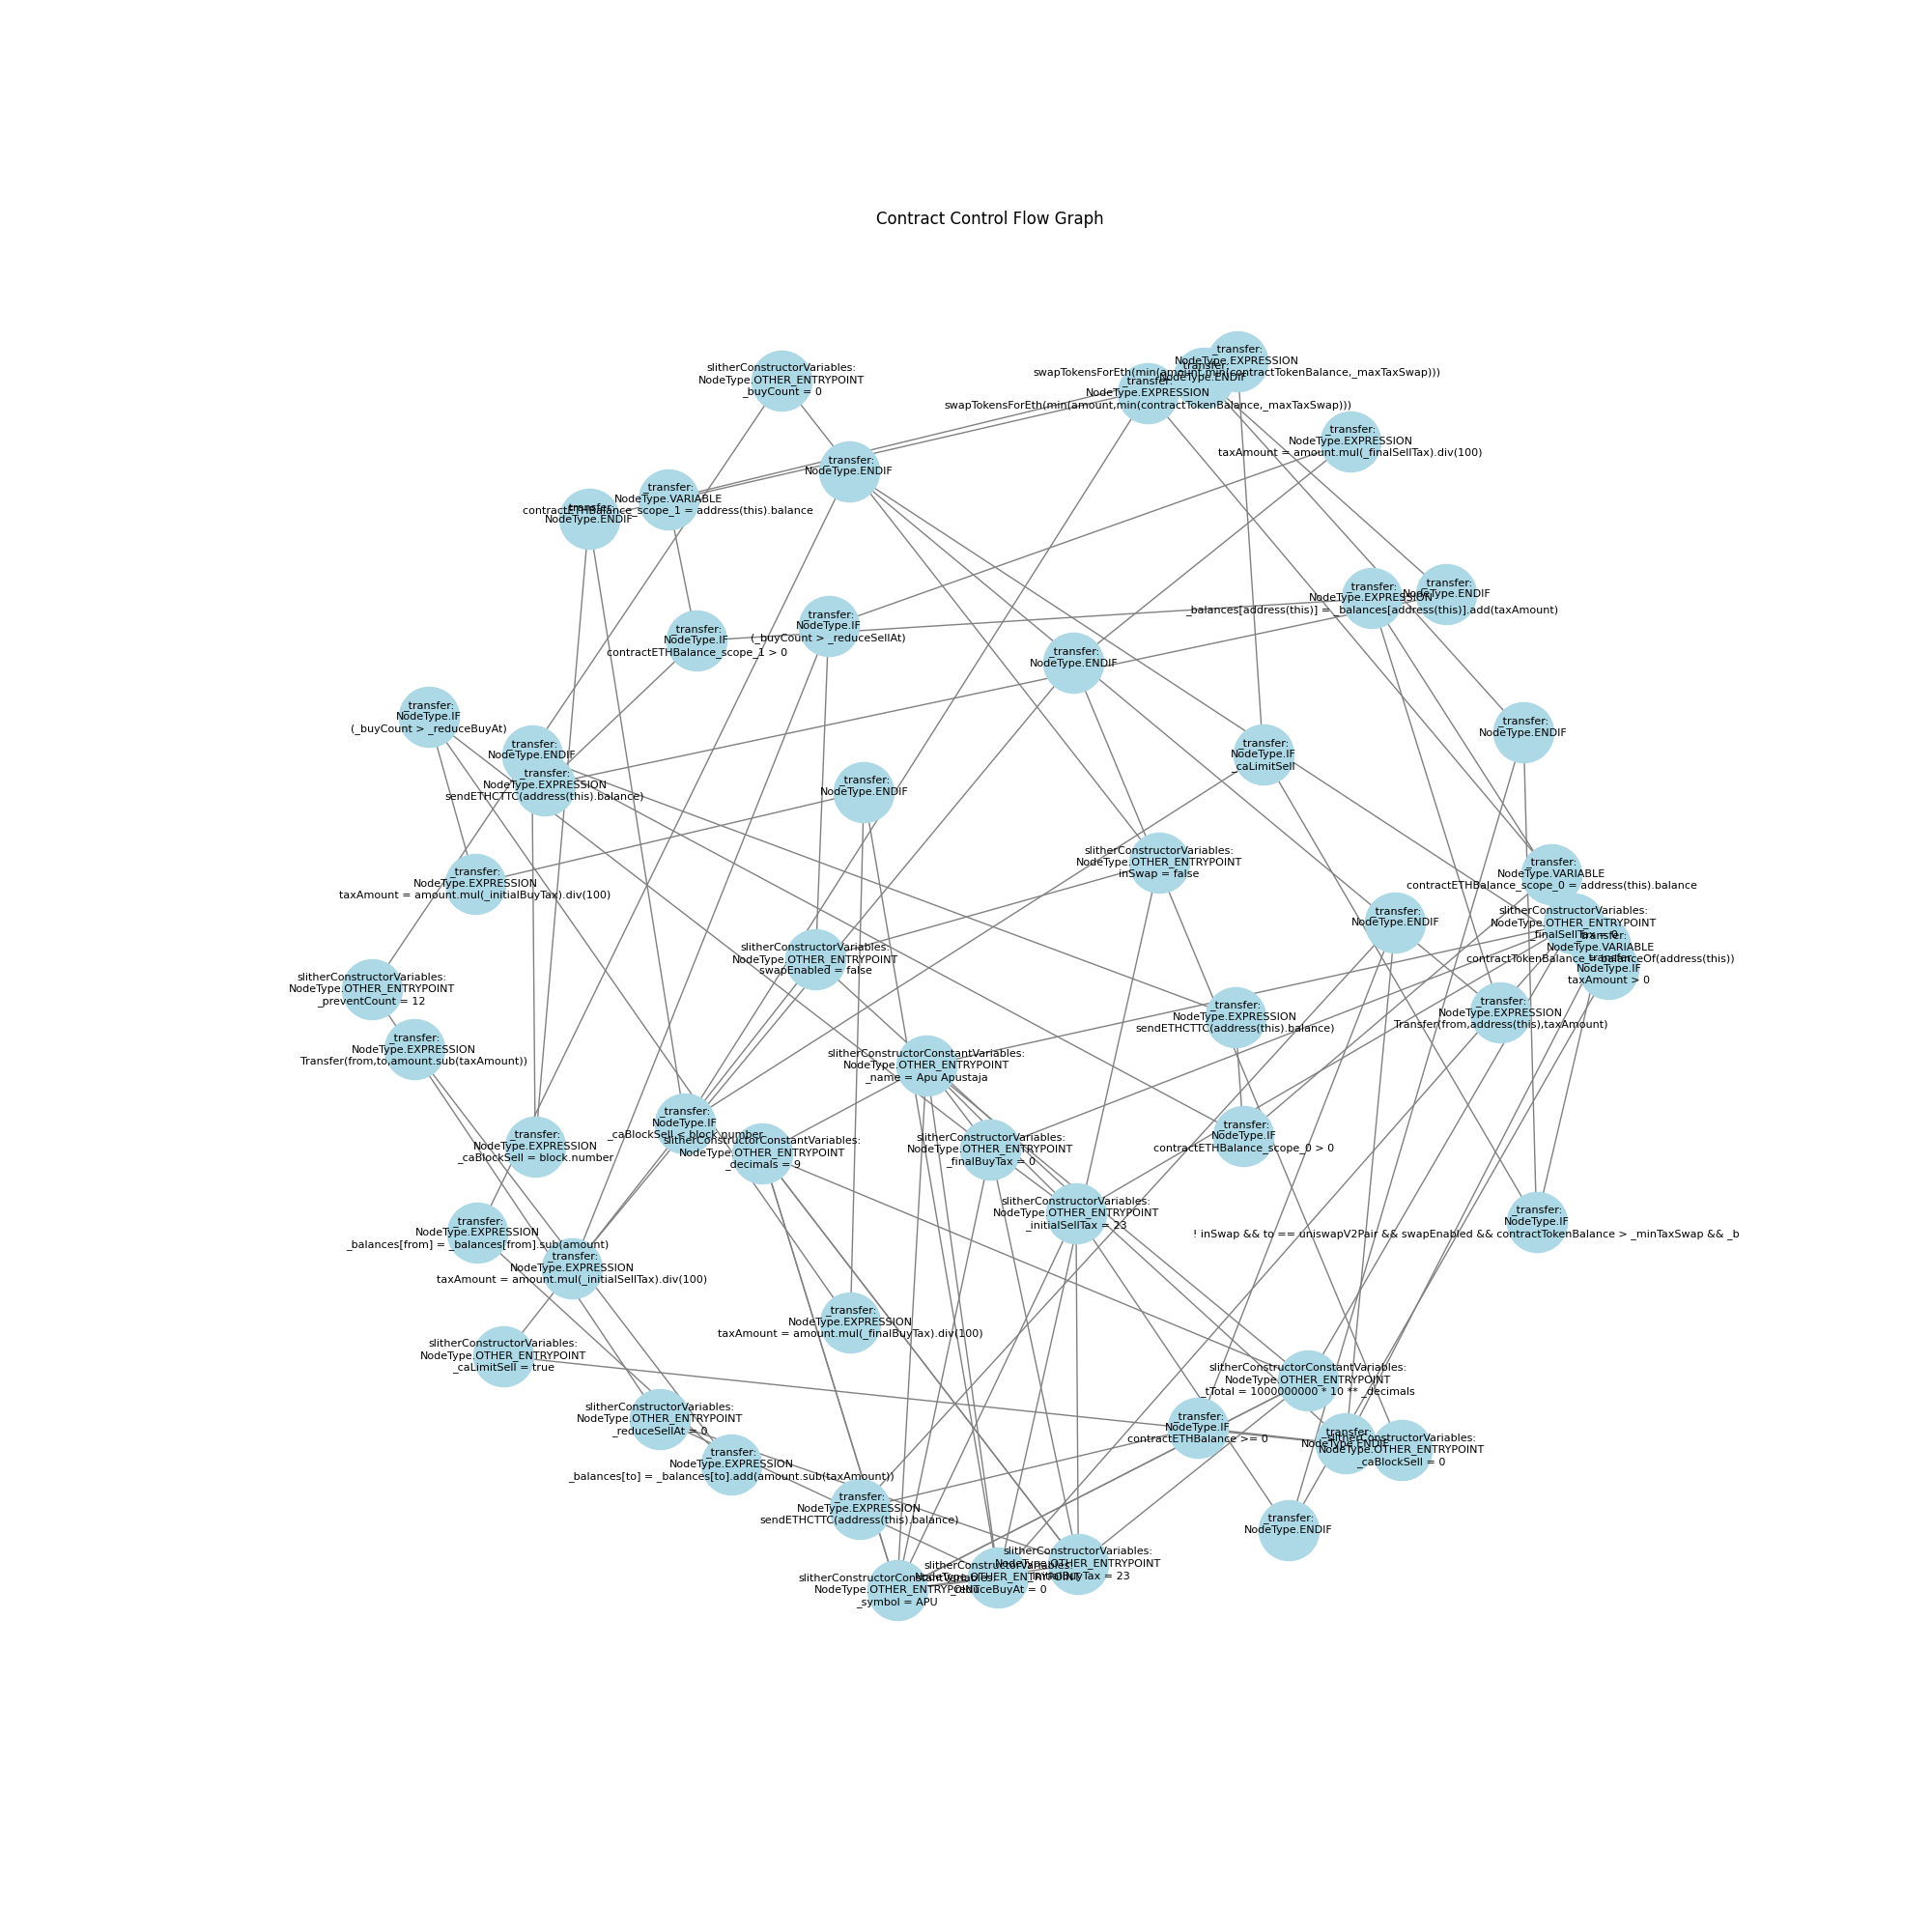 Contract Control Flow Graph
_transfer:
NodeType.EXPRESSION
swapTokensForEth(min(amount,min(contractTokenBalance,_maxTaxSwap)))
_transfer:
NodeType.ENDIF
_transfer:
NodeType.EXPRESSION
swapTokensForEth(min(amount,min(contractTokenBalance,_maxTaxSwap)))
slitherConstructorVariables:
NodeType.OTHER_ENTRYPOINT
_buyCount = 0
_transfer:
NodeType.EXPRESSION
taxAmount = amount.mul(_finalSellTax).div(100)
_transfer:
NodeType.ENDIF
_transfer:
NodeType.VARIABLE
contractETHBalance_scope_1 = address(this).balance
_transfer:
NodeType.ENDIF
_transfer:
NodeType.EXPRESSION
_balances[address(this)] = _balances[address(this)].add(taxAmount)
_transfer:
NodeType.ENDIF
_transfer:
NodeType.IF
(_buyCount > _reduceSellAt)
_transfer:
NodeType.IF
contractETHBalance_scope_1 > 0
_transfer:
NodeType.ENDIF
_transfer:
NodeType.IF
(_buyCount > _reduceBuyAt)
_transfer:
NodeType.ENDIF
_transfer:
NodeType.ENDIF
_transfer:
NodeType.IF
_caLimitSell
_transfer:
NodeType.EXPRESSION
sendETHCTTC(address(this).balance)
_transfer:
NodeType.ENDIF
slitherConstructorVariables:
NodeType.OTHER_ENTRYPOINT
inSwap = false
_transfer:
NodeType.VARIABLE
contractETHBalance_scope_0 = address(this).balance
_transfer:
NodeType.EXPRESSION
taxAmount = amount.mul(_initialBuyTax).div(100)
slitherConstructorVariables:
NodeType.OTHER_ENTRYPOINT
_finalSellTax = 0
_transfer:
NodeType.ENDIF
_transfer:
NodeType.VARIABLE
contractTokenBalance = balanceOf(address(this))
_transfer:
NodeType.IF
taxAmount > 0
slitherConstructorVariables:
NodeType.OTHER_ENTRYPOINT
swapEnabled = false
slitherConstructorVariables:
NodeType.OTHER_ENTRYPOINT
_preventCount = 12
_transfer:
NodeType.EXPRESSION
Transfer(from,address(this),taxAmount)
_transfer:
NodeType.EXPRESSION
sendETHCTTC(address(this).balance)
_transfer:
NodeType.EXPRESSION
Transfer(from,to,amount.sub(taxAmount))
slitherConstructorConstantVariables:
NodeType.OTHER_ENTRYPOINT
_name = Apu Apustaja
_transfer:
NodeType.IF
_caBlockSell < block.number
_transfer:
NodeType.EXPRESSION
_caBlockSell = block.number
slitherConstructorConstantVariables:
NodeType.OTHER_ENTRYPOINT
_decimals = 9
slitherConstructorVariables:
NodeType.OTHER_ENTRYPOINT
_finalBuyTax = 0
_transfer:
NodeType.IF
contractETHBalance_scope_0 > 0
slitherConstructorVariables:
NodeType.OTHER_ENTRYPOINT
_initialSellTax = 23
_transfer:
NodeType.IF
! inSwap && to == uniswapV2Pair && swapEnabled && contractTokenBalance > _minTaxSwap && _b
_transfer:
NodeType.EXPRESSION
_balances[from] = _balances[from].sub(amount)
_transfer:
NodeType.EXPRESSION
taxAmount = amount.mul(_initialSellTax).div(100)
_transfer:
NodeType.EXPRESSION
taxAmount = amount.mul(_finalBuyTax).div(100)
slitherConstructorVariables:
NodeType.OTHER_ENTRYPOINT
_caLimitSell = true
slitherConstructorConstantVariables:
NodeType.OTHER_ENTRYPOINT
_tTotal = 1000000000 * 10 ** _decimals
slitherConstructorVariables:
NodeType.OTHER_ENTRYPOINT
_reduceSellAt = 0
_transfer:
NodeType.IF
contractETHBalance >= 0
_transfer:
NodeType.ENDIF
slitherConstructorVariables:
NodeType.OTHER_ENTRYPOINT
_caBlockSell = 0
_transfer:
NodeType.EXPRESSION
_balances[to] = _balances[to].add(amount.sub(taxAmount))
_transfer:
NodeType.EXPRESSION
sendETHCTTC(address(this).balance)
_transfer:
NodeType.ENDIF
slitherConstructorVariables:
NodeType.OTHER_ENTRYPOINT
_initialBuyTax = 23
slitherConstructorVariables:
NodeType.OTHER_ENTRYPOINT
_reduceBuyAt = 0
slitherConstructorConstantVariables:
NodeType.OTHER_ENTRYPOINT
_symbol = APU